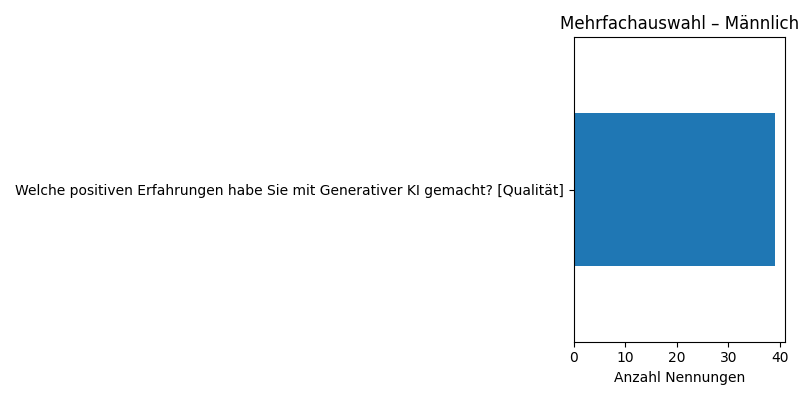 Mehrfachauswahl – Männlich
Welche positiven Erfahrungen habe Sie mit Generativer KI gemacht? [Qualität]
0 10 20 30 40
Anzahl Nennungen